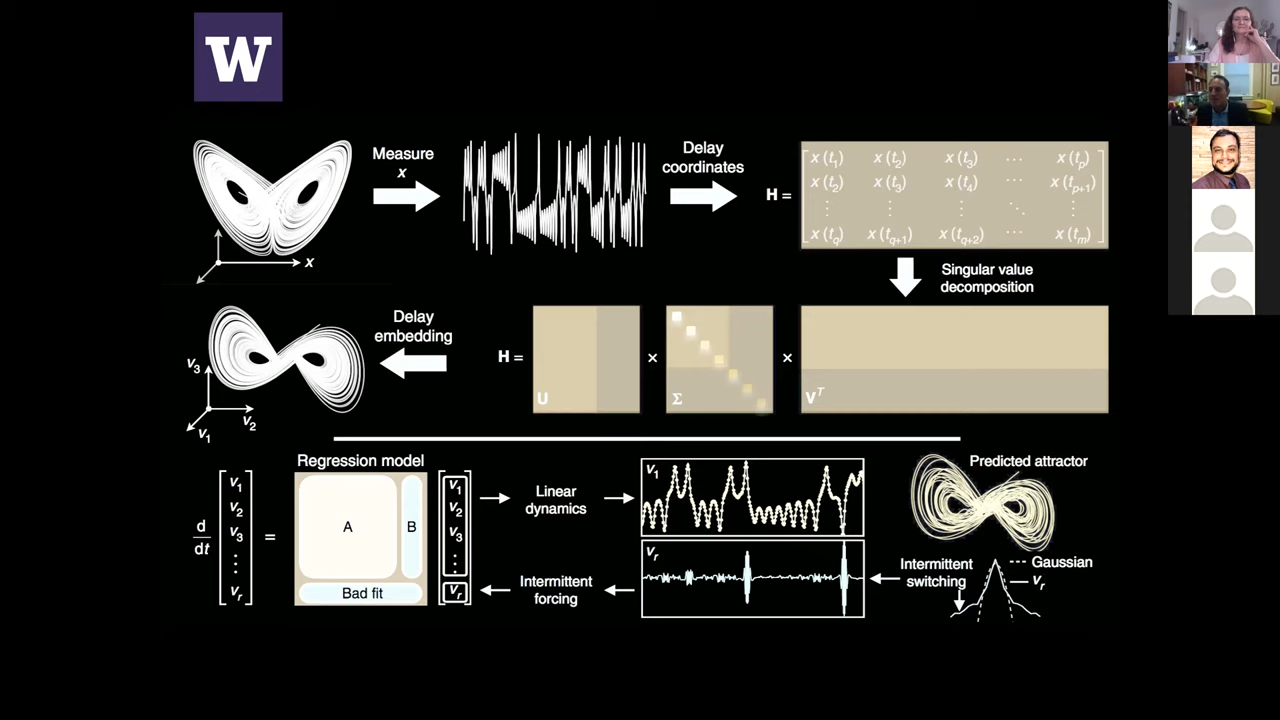 W
Measure
x
Delay
coordinates
H =
x(t1) x(t2) x(t3) ... x(tp)
x(t2) x(t3) x(t4) ... x(tp+1)
⋮ ⋮ ⋮ ⋱ ⋮
x(tq) x(tq+1) x(tq+2) ... x(tm)
x
Singular value
decomposition
Delay
embedding
H =
U
×
Σ
×
V^T
v3
v2
v1
Regression model
d
dt
v1
v2
v3
⋮
vr
=
A
B
Bad fit
v1
v2
v3
⋮
vr
Linear
dynamics
Intermittent
forcing
v1
vr
Intermittent
switching
Predicted attractor
Gaussian
vr